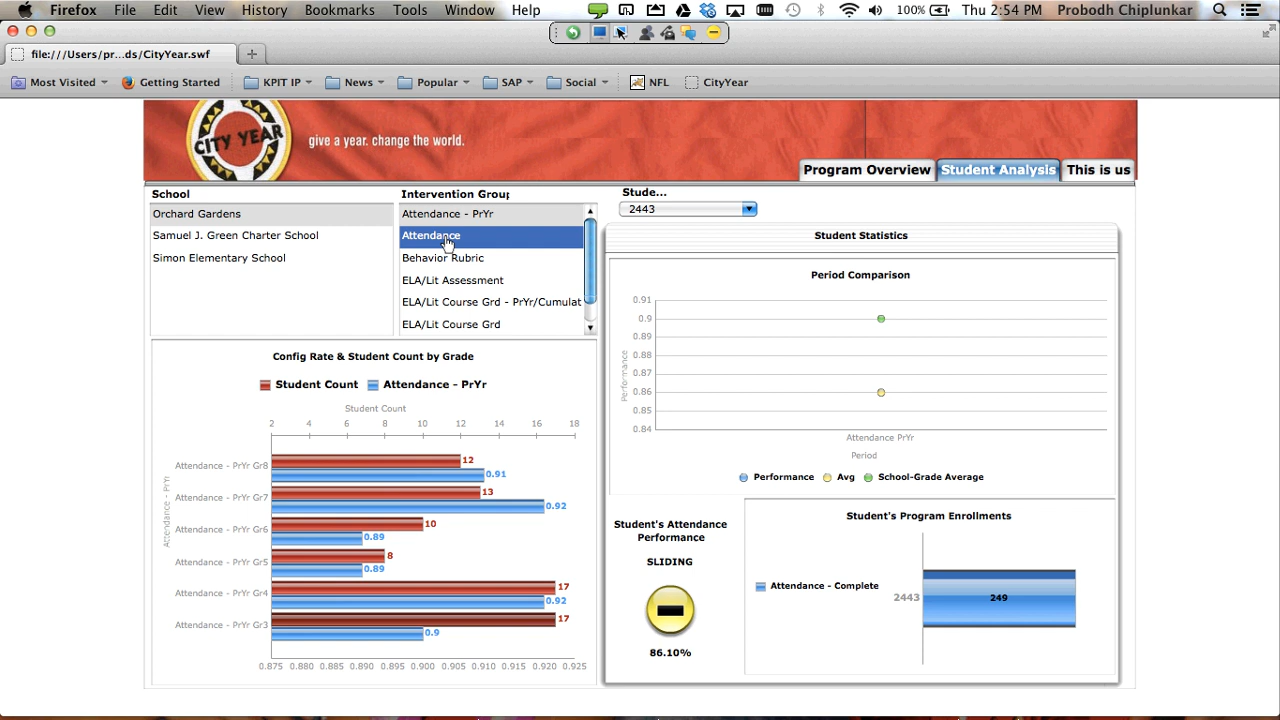 Firefox File Edit View History Bookmarks Tools Window Help 100% Thu 2:54 PM Probodh Chiplunkar
file:///Users/pr...ds/CityYear.swf
Most Visited Getting Started KPIT IP News Popular SAP Social NFL CityYear
CITY YEAR
give a year. change the world.
Program Overview Student Analysis This is us
School
Orchard Gardens
Samuel J. Green Charter School
Simon Elementary School
Intervention Group
Attendance - PrYr
Attendance
Behavior Rubric
ELA/Lit Assessment
ELA/Lit Course Grd - PrYr/Cumulat
ELA/Lit Course Grd
Stude...
2443
Config Rate & Student Count by Grade
Student Count Attendance - PrYr
Student Count
2 4 6 8 10 12 14 16 18
Attendance - PrYr
Attendance - PrYr Gr8 12 0.91
Attendance - PrYr Gr7 13 0.92
Attendance - PrYr Gr6 10 0.89
Attendance - PrYr Gr5 8 0.89
Attendance - PrYr Gr4 17 0.92
Attendance - PrYr Gr3 17 0.9
0.875 0.880 0.885 0.890 0.895 0.900 0.905 0.910 0.915 0.920 0.925
Student Statistics
Period Comparison
Performance
0.91
0.9
0.89
0.88
0.87
0.86
0.85
0.84
Attendance PrYr
Period
Performance Avg School-Grade Average
Student's Attendance
Performance
SLIDING
86.10%
Student's Program Enrollments
Attendance - Complete
2443 249